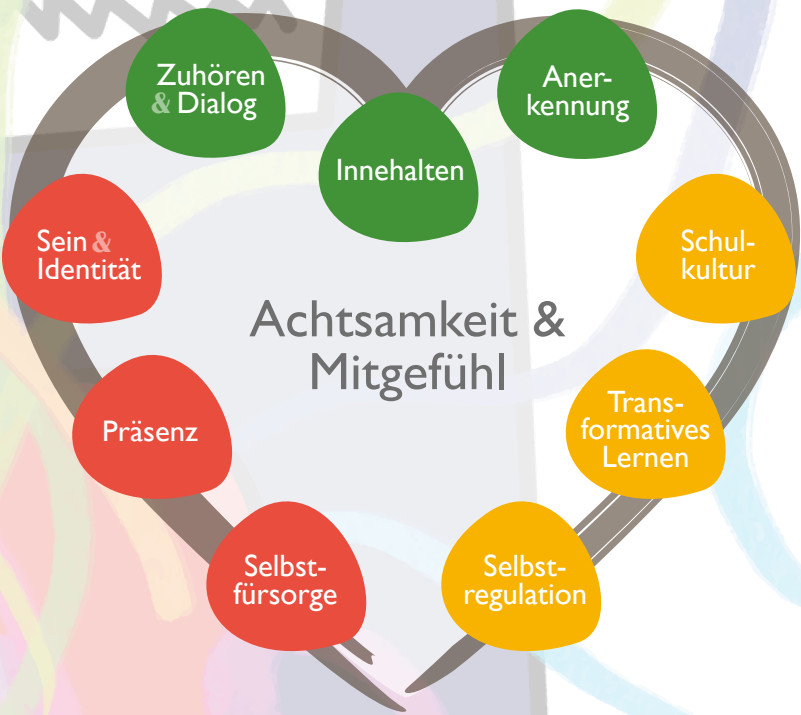 Zuhören
& Dialog
Aner-
kennung
Innehalten
Sein &
Identität
Schul-
kultur
Achtsamkeit &
Mitgefühl
Präsenz
Trans-
formatives
Lernen
Selbst-
fürsorge
Selbst-
regulation